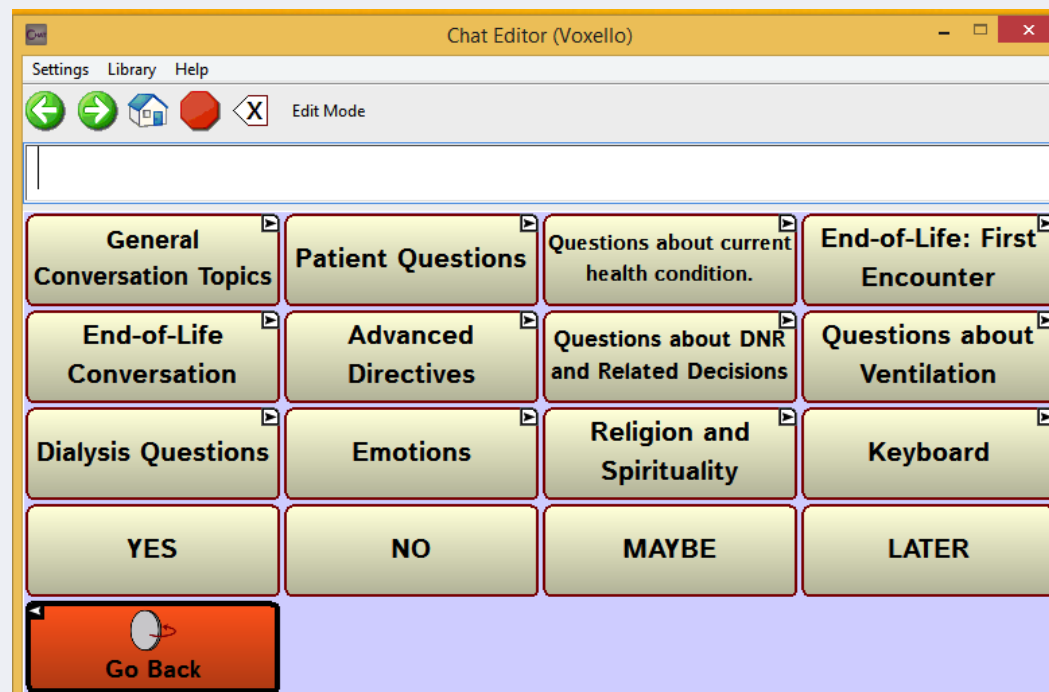 Chat Editor (Voxello)
Settings Library Help
X Edit Mode
General
Conversation Topics
Patient Questions
Questions about current
health condition.
End-of-Life: First
Encounter
End-of-Life
Conversation
Advanced
Directives
Questions about DNR
and Related Decisions
Questions about
Ventilation
Dialysis Questions
Emotions
Religion and
Spirituality
Keyboard
YES
NO
MAYBE
LATER
Go Back